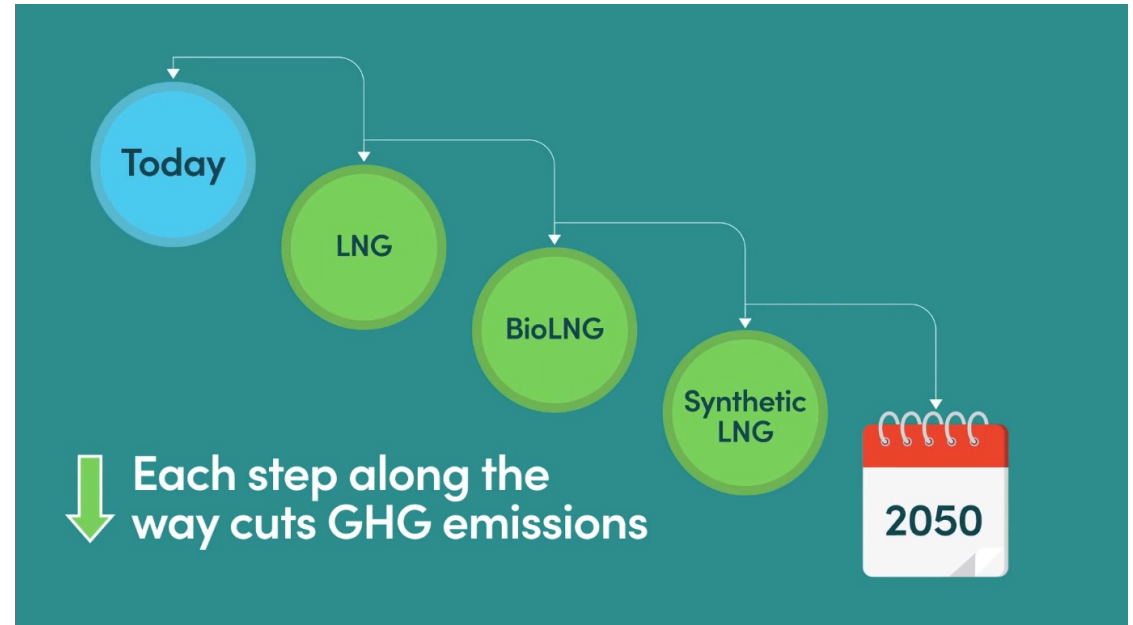 Today
LNG
BioLNG
Synthetic
LNG
Each step along the
way cuts GHG emissions
2050